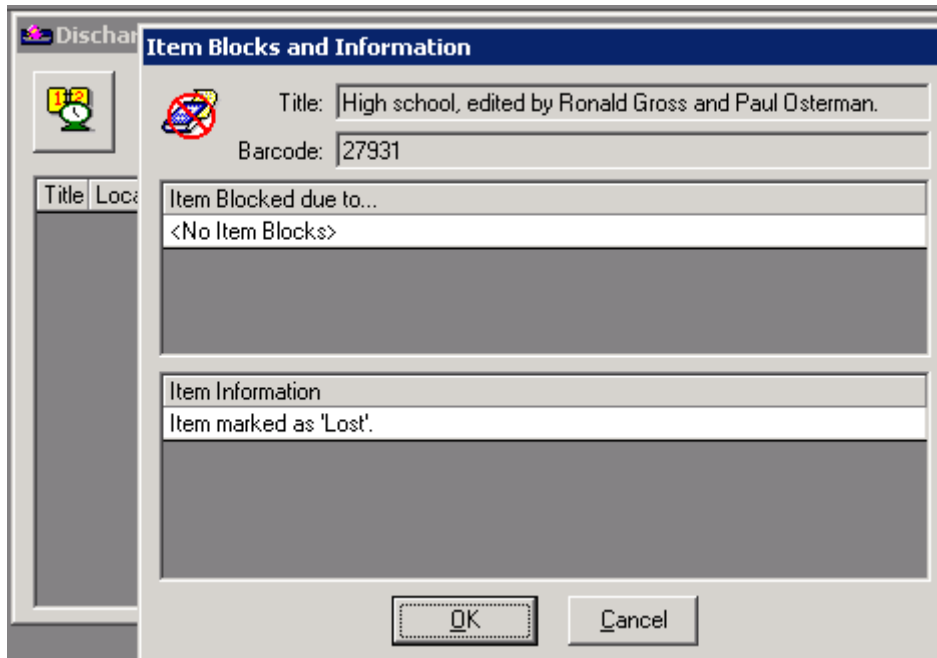 Dischar
Item Blocks and Information
Title: High school, edited by Ronald Gross and Paul Osterman.
Barcode: 27931
Title Loca
Item Blocked due to...
<No Item Blocks>
Item Information
Item marked as 'Lost'.
OK Cancel